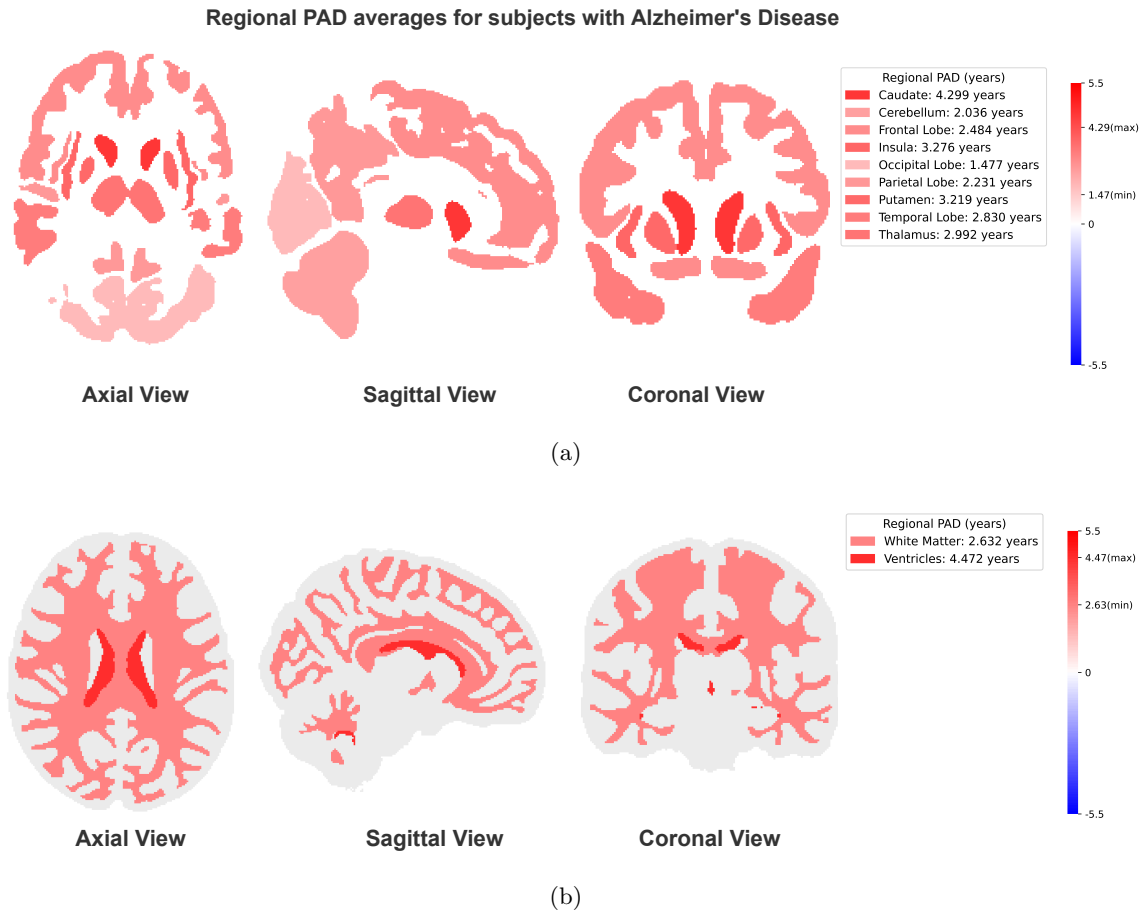 Regional PAD averages for subjects with Alzheimer's Disease
Regional PAD (years)
Caudate: 4.299 years
Cerebellum: 2.036 years
Frontal Lobe: 2.484 years
Insula: 3.276 years
Occipital Lobe: 1.477 years
Parietal Lobe: 2.231 years
Putamen: 3.219 years
Temporal Lobe: 2.830 years
Thalamus: 2.992 years
5.5
4.29(max)
1.47(min)
0
-5.5
Axial View
Sagittal View
Coronal View
(a)
Regional PAD (years)
White Matter: 2.632 years
Ventricles: 4.472 years
5.5
4.47(max)
2.63(min)
0
-5.5
Axial View
Sagittal View
Coronal View
(b)